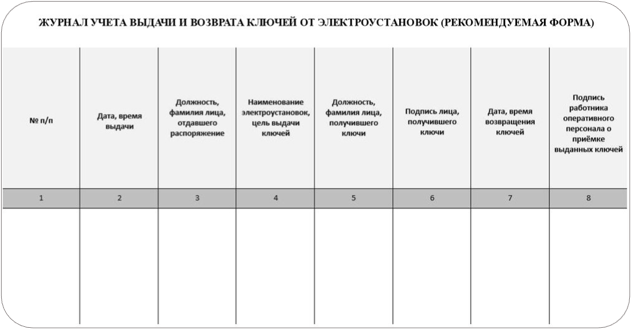 ЖУРНАЛ УЧЕТА ВЫДАЧИ И ВОЗВРАТА КЛЮЧЕЙ ОТ ЭЛЕКТРОУСТАНОВОК (РЕКОМЕНДУЕМАЯ ФОРМА)
№ п/п
Дата, время
выдачи
Должность,
фамилия лица,
отдавшего
распоряжение
Наименование
электроустановок,
цель выдачи
ключей
Должность,
фамилия лица,
получившего
ключи
Подпись лица,
получившего
ключи
Дата, время
возвращения
ключей
Подпись
работника
оперативного
персонала о
приёмке
выданных ключей
1 2 3 4 5 6 7 8